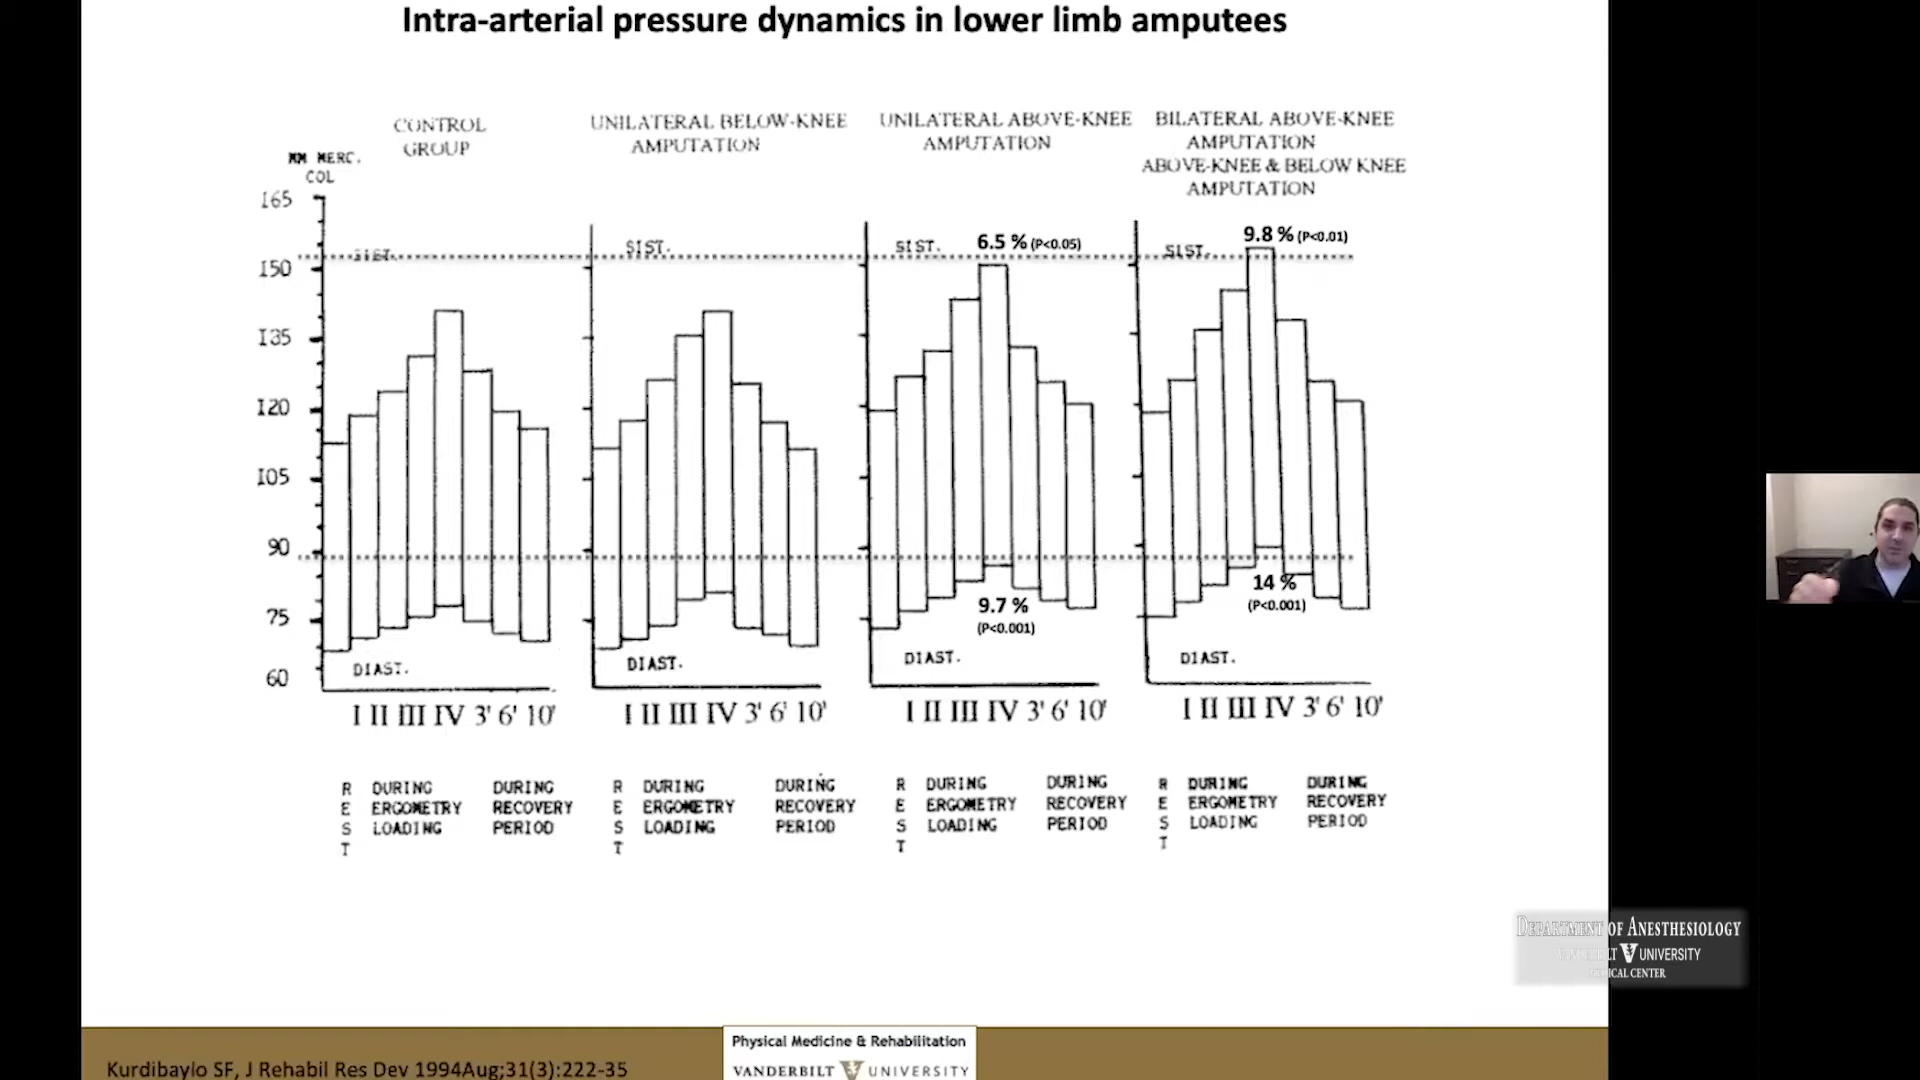 Intra-arterial pressure dynamics in lower limb amputees
CONTROL
GROUP
UNILATERAL BELOW-KNEE
AMPUTATION
UNILATERAL ABOVE-KNEE
AMPUTATION
BILATERAL ABOVE-KNEE
AMPUTATION
ABOVE-KNEE & BELOW KNEE
AMPUTATION
MM MERC.
COL
165
150
135
120
105
90
75
60
SIST.
SIST.
SIST.
SIST.
6.5 % (P<0.05)
9.8 % (P<0.01)
9.7 %
(P<0.001)
14 %
(P<0.001)
DIAST.
DIAST.
DIAST.
DIAST.
I II III IV 3' 6' 10'
I II III IV 3' 6' 10'
I II III IV 3' 6' 10'
I II III IV 3' 6' 10'
REST
DURING
ERGOMETRY
LOADING
DURING
RECOVERY
PERIOD
REST
DURING
ERGOMETRY
LOADING
DURING
RECOVERY
PERIOD
REST
DURING
ERGOMETRY
LOADING
DURING
RECOVERY
PERIOD
REST
DURING
ERGOMETRY
LOADING
DURING
RECOVERY
PERIOD
DEPARTMENT OF ANESTHESIOLOGY
VANDERBILT UNIVERSITY
MEDICAL CENTER
Physical Medicine & Rehabilitation
VANDERBILT UNIVERSITY
Kurdibaylo SF, J Rehabil Res Dev 1994Aug;31(3):222-35